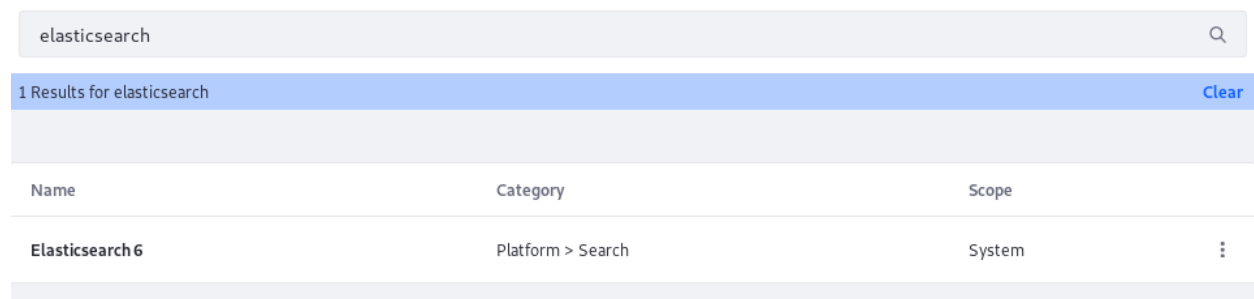 elasticsearch
1 Results for elasticsearch Clear
Name Category Scope
Elasticsearch 6 Platform > Search System